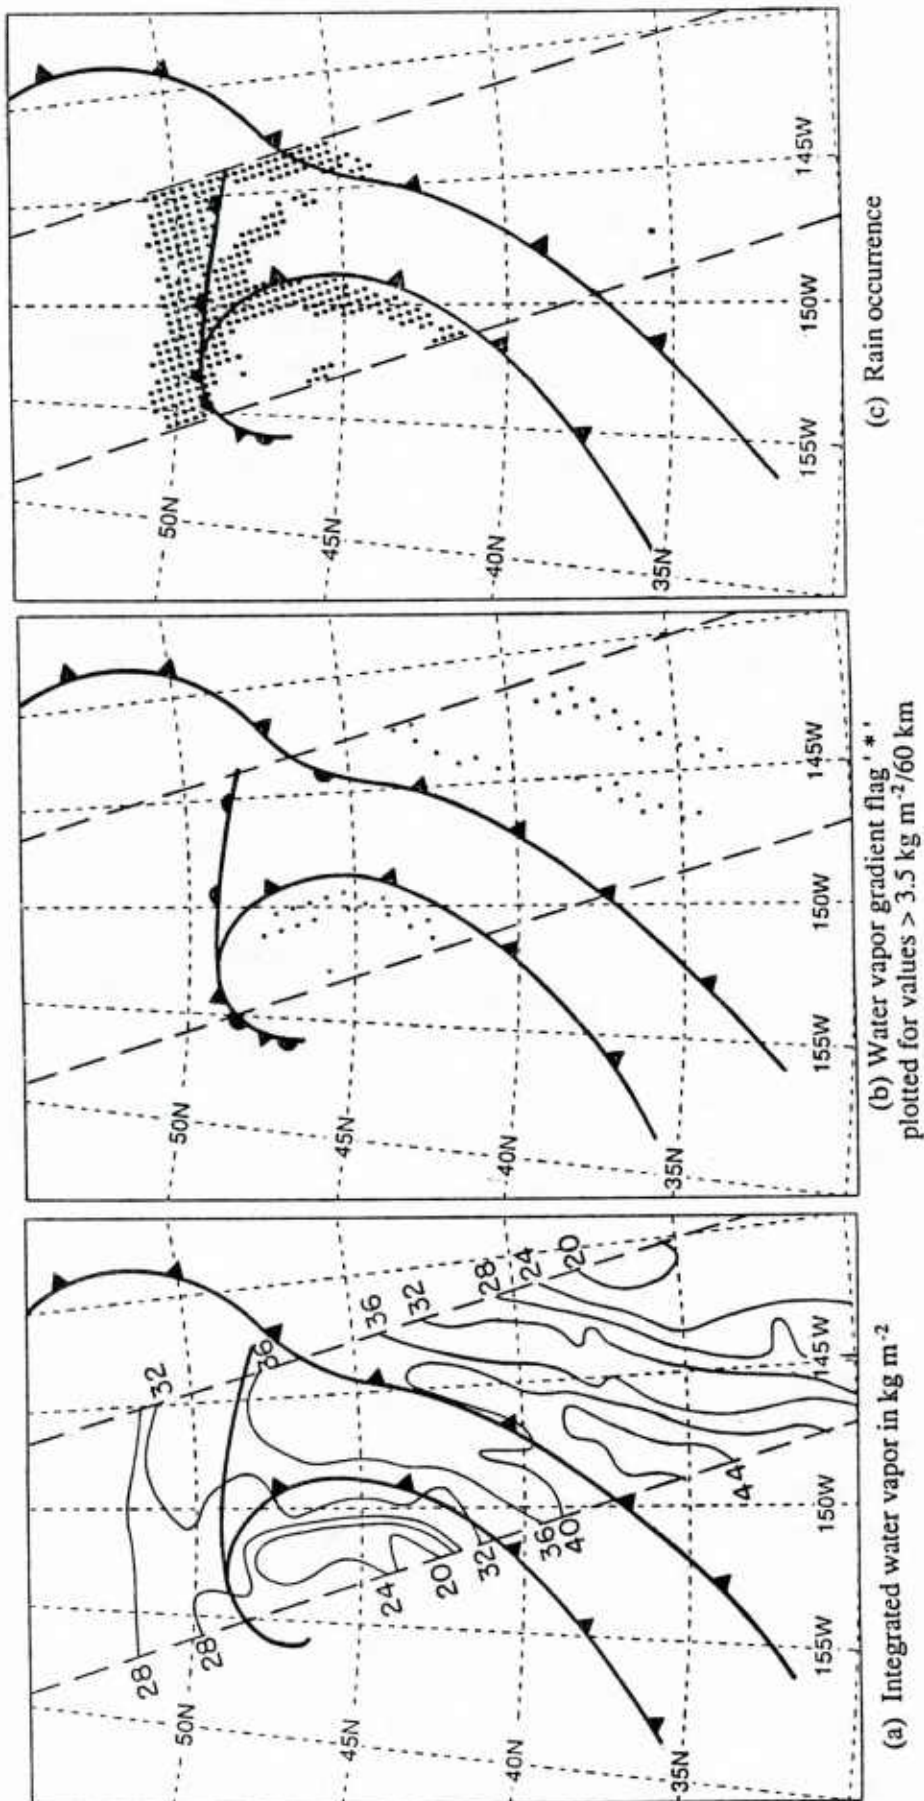 28
32
28
50N
36
45N
24
36
20
32
32
36
40N
28
40
24
20
35N
44
155W
150W
145W
(a) Integrated water vapor in kg m⁻²
50N
45N
40N
35N
155W
150W
145W
(b) Water vapor gradient flag '*'
plotted for values > 3.5 kg m⁻²/60 km
50N
45N
40N
35N
155W
150W
145W
(c) Rain occurrence